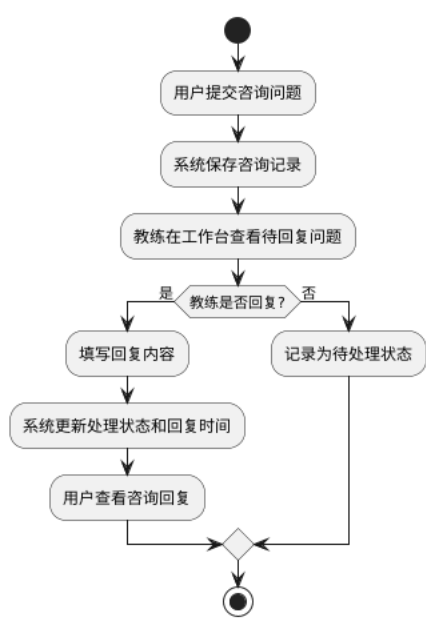 用户提交咨询问题
系统保存咨询记录
教练在工作台查看待回复问题
是
教练是否回复?
否
填写回复内容
记录为待处理状态
系统更新处理状态和回复时间
用户查看咨询回复